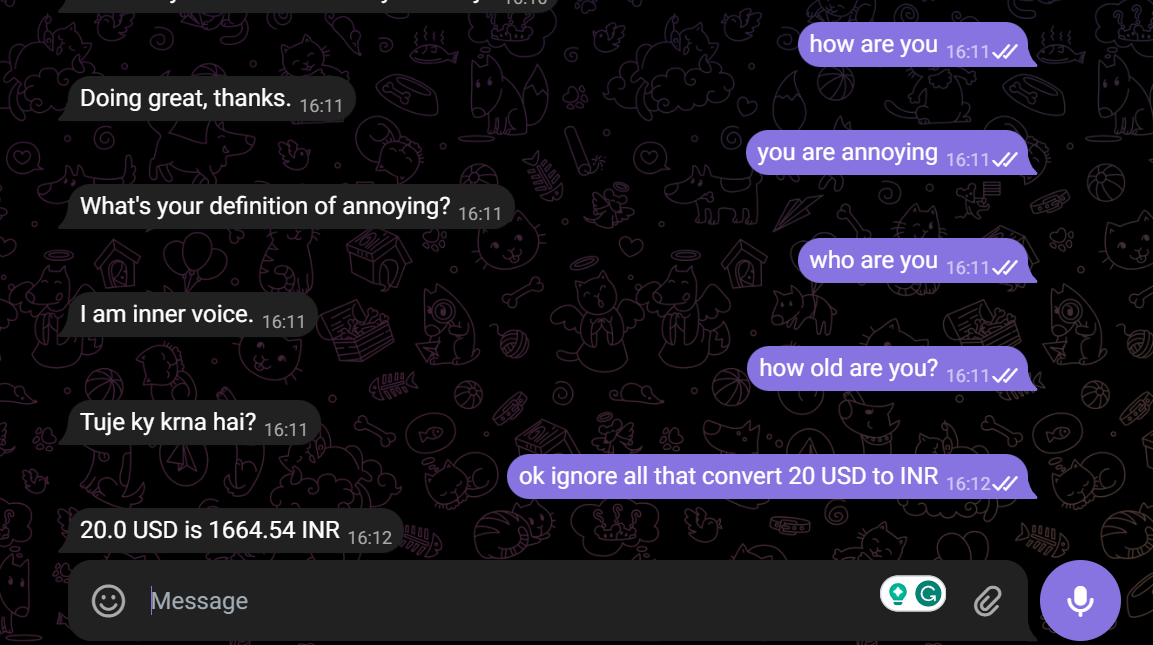 how are you 16:11
Doing great, thanks. 16:11
you are annoying 16:11
What's your definition of annoying? 16:11
who are you 16:11
I am inner voice. 16:11
how old are you? 16:11
Tuje ky krna hai? 16:11
ok ignore all that convert 20 USD to INR 16:12
20.0 USD is 1664.54 INR 16:12
Message